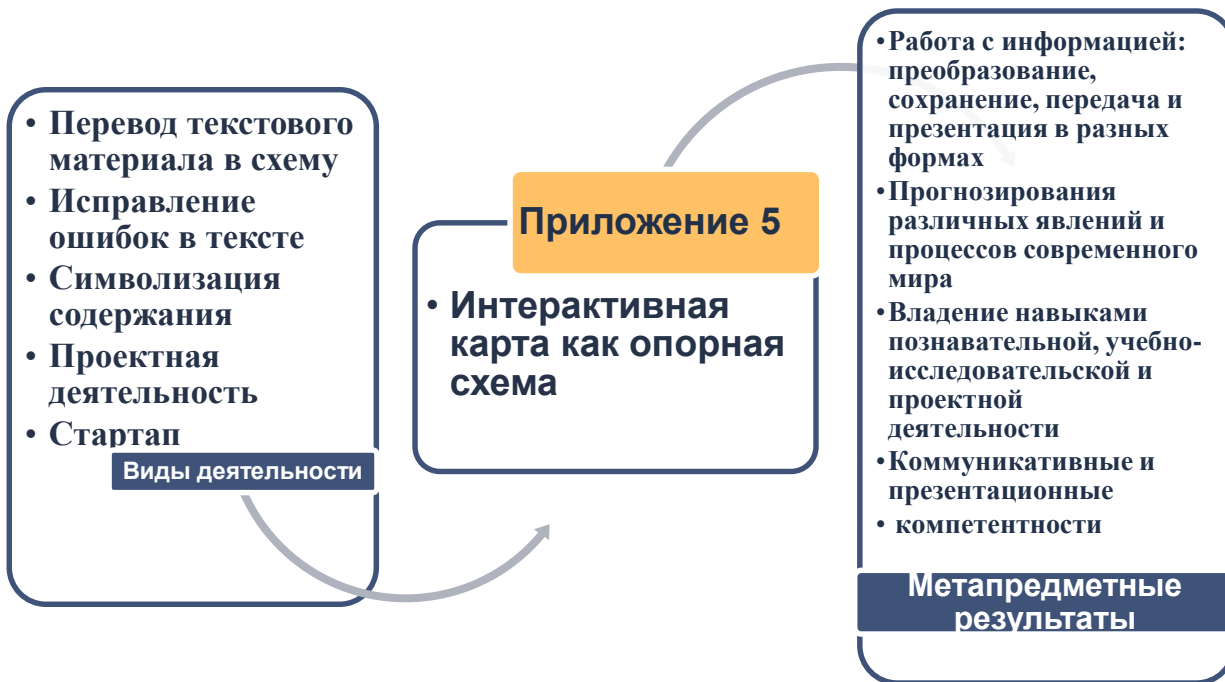 • Перевод текстового
материала в схему
• Исправление
ошибок в тексте
• Символизация
содержания
• Проектная
деятельность
• Стартап
Виды деятельности
Приложение 5
• Интерактивная
карта как опорная
схема
•Работа с информацией:
преобразование,
сохранение, передача и
презентация в разных
формах
•Прогнозирования
различных явлений и
процессов современного
мира
•Владение навыками
познавательной, учебно-
исследовательской и
проектной
деятельности
•Коммуникативные и
презентационные
• компетентности
Метапредметные
результаты